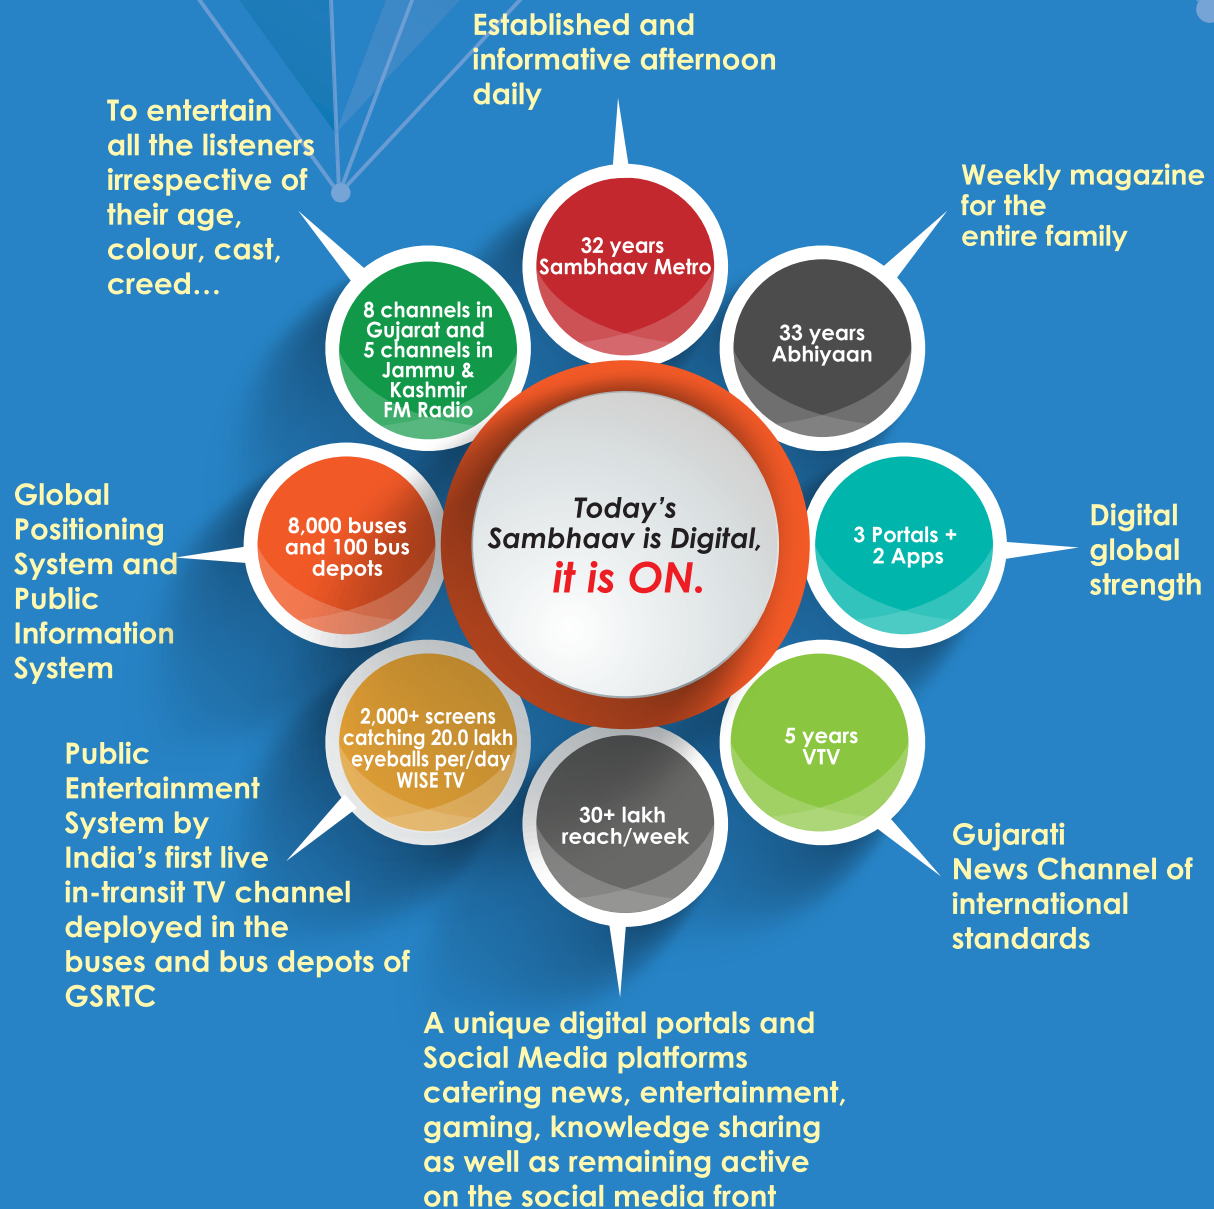 Established and
informative afternoon
daily
To entertain
all the listeners
irrespective of
their age,
colour, cast,
creed...
Weekly magazine
for the
entire family
32 years
Sambhaav Metro
8 channels in
Gujarat and
5 channels in
Jammu &
Kashmir
FM Radio
33 years
Abhiyaan
Global
Positioning
System and
Public
Information
System
8,000 buses
and 100 bus
depots
Today's
Sambhaav is Digital,
it is ON.
3 Portals +
2 Apps
Digital
global
strength
2,000+ screens
catching 20.0 lakh
eyeballs per/day
WISE TV
5 years
VTV
Public
Entertainment
System by
India's first live
in-transit TV channel
deployed in the
buses and bus depots of
GSRTC
30+ lakh
reach/week
Gujarati
News Channel of
international
standards
A unique digital portals and
Social Media platforms
catering news, entertainment,
gaming, knowledge sharing
as well as remaining active
on the social media front